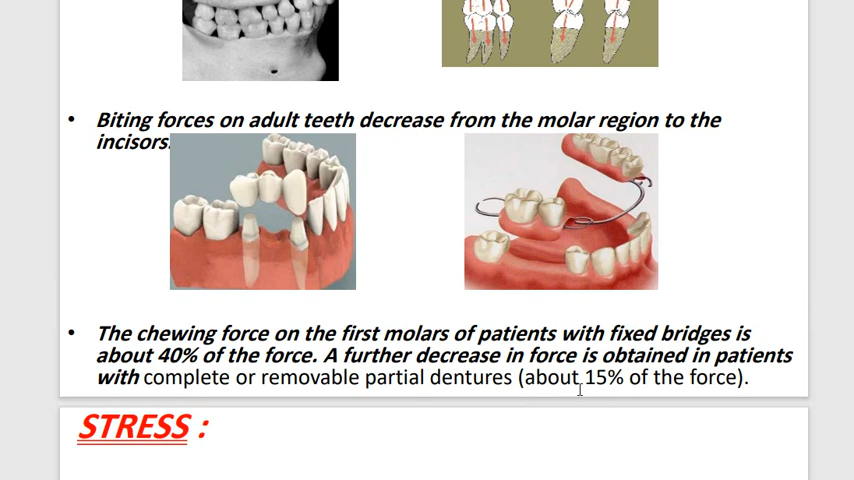 • Biting forces on adult teeth decrease from the molar region to the
incisors.
• The chewing force on the first molars of patients with fixed bridges is
about 40% of the force. A further decrease in force is obtained in patients
with complete or removable partial dentures (about 15% of the force).
STRESS :